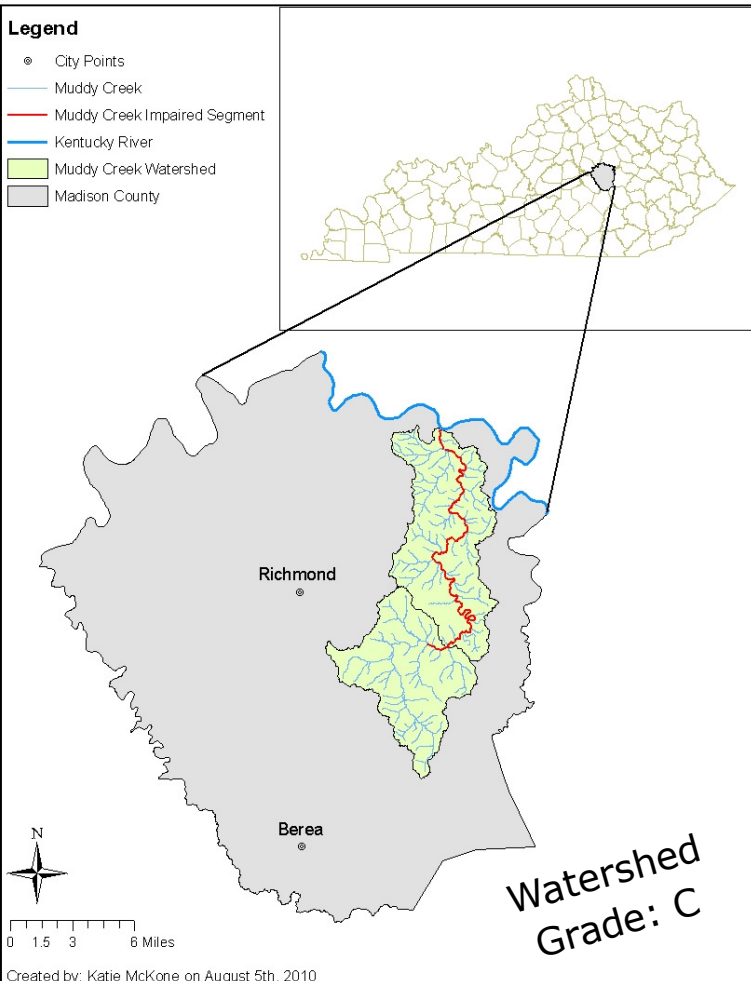 Legend
City Points
Muddy Creek
Muddy Creek Impaired Segment
Kentucky River
Muddy Creek Watershed
Madison County
Richmond
Berea
N
0 1.5 3 6 Miles
Watershed
Grade: C
Created by: Katie McKone on August 5th, 2010